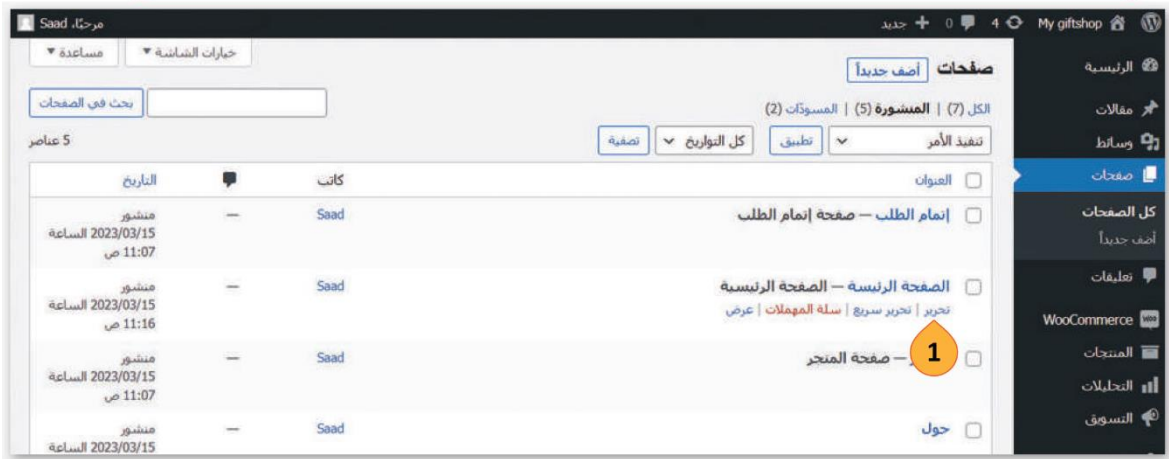 My giftshop 4 0 + جديد مرحبًا، Saad
الرئيسية
مقالات
وسائط
صفحات
كل الصفحات
أضف جديداً
تعليقات
WooCommerce
المنتجات
التحليلات
التسويق
خيارات الشاشة ▼ مساعدة ▼
صفحات أضف جديداً
الكل (7) | المنشورة (5) | المسودّات (2)
بحث في الصفحات
تنفيذ الأمر تطبيق كل التواريخ تصفية 5 عناصر
العنوان كاتب التاريخ
إتمام الطلب — صفحة إتمام الطلب Saad — منشور
2023/03/15 الساعة
11:07 ص
الصفحة الرئيسة — الصفحة الرئيسية Saad — منشور
تحرير | تحرير سريع | سلة المهملات | عرض 2023/03/15 الساعة
11:16 ص
1
— صفحة المتجر Saad — منشور
2023/03/15 الساعة
11:07 ص
حول Saad — منشور
2023/03/15 الساعة